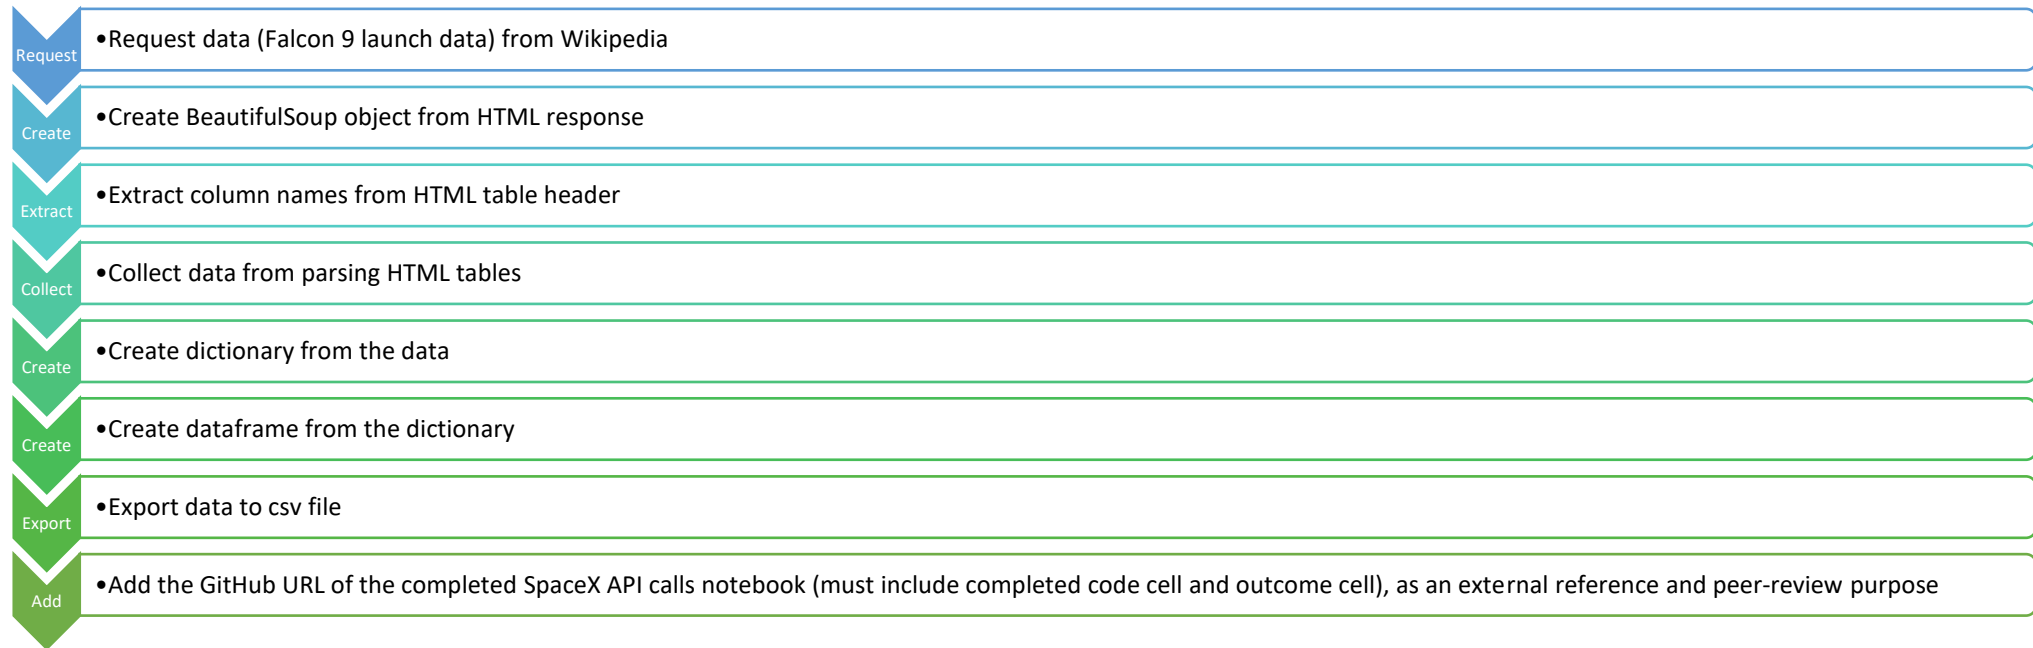 Request
•Request data (Falcon 9 launch data) from Wikipedia
Create
•Create BeautifulSoup object from HTML response
Extract
•Extract column names from HTML table header
Collect
•Collect data from parsing HTML tables
Create
•Create dictionary from the data
Create
•Create dataframe from the dictionary
Export
•Export data to csv file
Add
•Add the GitHub URL of the completed SpaceX API calls notebook (must include completed code cell and outcome cell), as an external reference and peer-review purpose